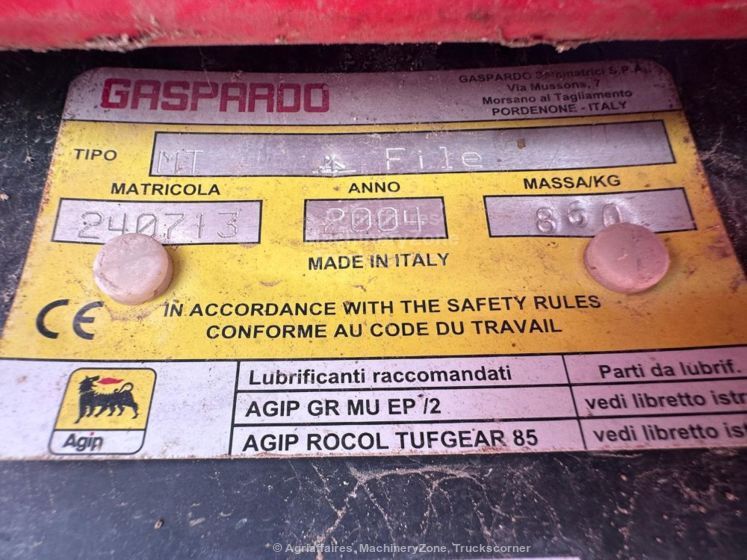 GASPARDO
GASPARDO Seminatrici S.P.A.
Via Mussons, 7
Morsano al Tagliamento
PORDENONE - ITALY
TIPO MT File
MATRICOLA ANNO MASSA/KG
240713 2004 860
MADE IN ITALY
CE IN ACCORDANCE WITH THE SAFETY RULES
CONFORME AU CODE DU TRAVAIL
Agip
Lubrificanti raccomandati Parti da lubrif.
AGIP GR MU EP /2 vedi libretto istr
AGIP ROCOL TUFGEAR 85 vedi libretto ist
© Agriaffaires, MachineryZone, Truckscorner